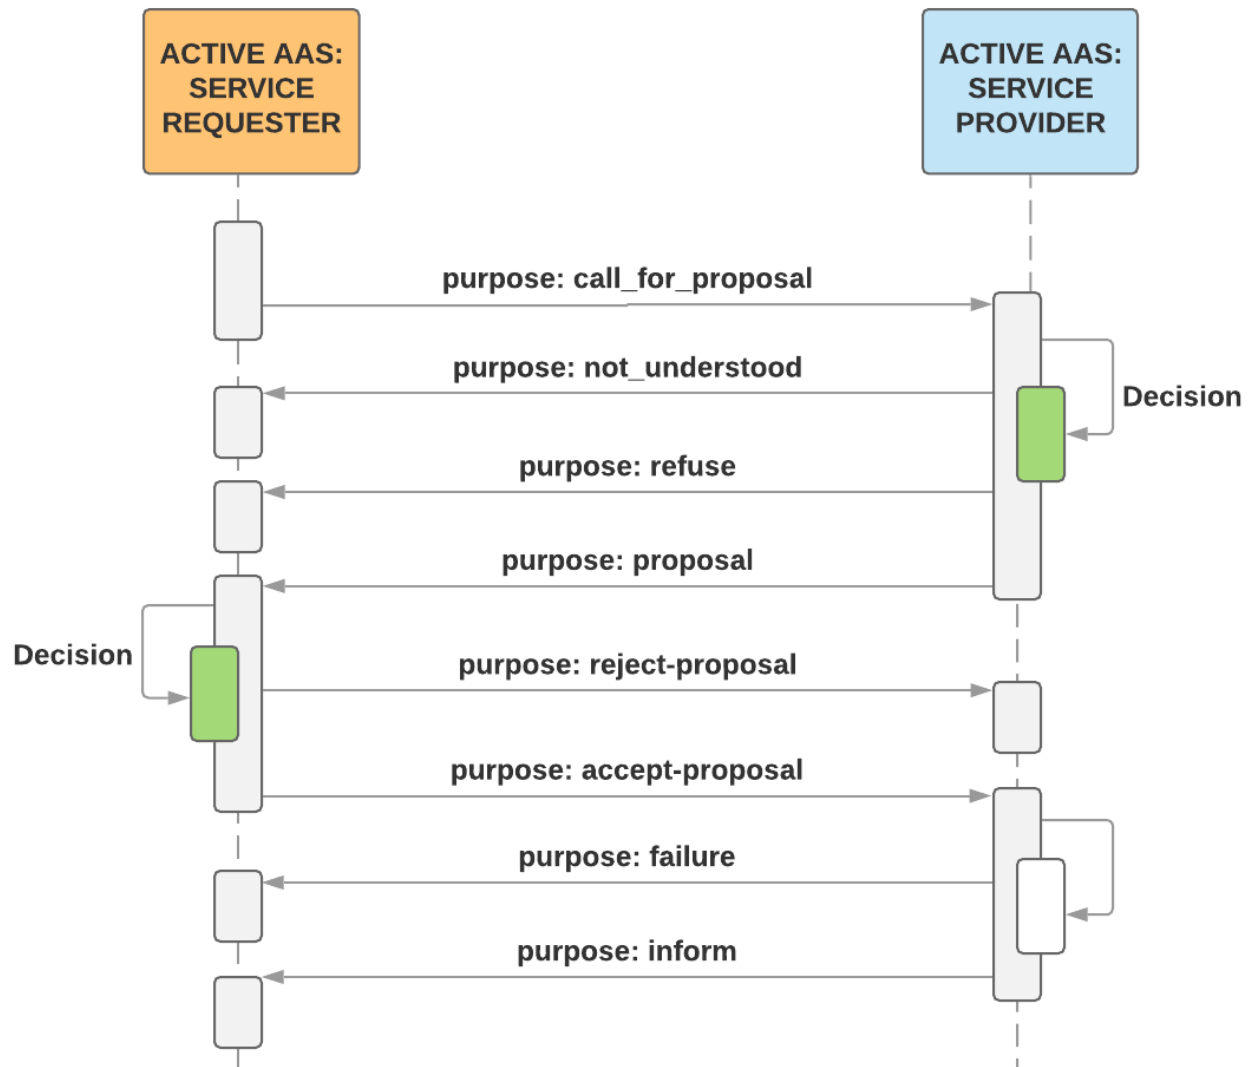 ACTIVE AAS:
SERVICE
REQUESTER
ACTIVE AAS:
SERVICE
PROVIDER
purpose: call_for_proposal
purpose: not_understood
Decision
purpose: refuse
purpose: proposal
Decision
purpose: reject-proposal
purpose: accept-proposal
purpose: failure
purpose: inform